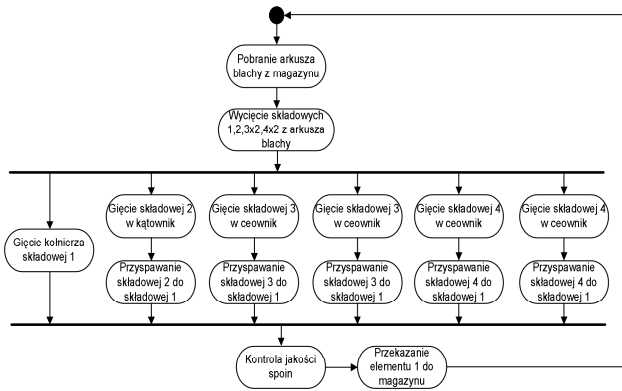 Pobranie arkusza
blachy z magazynu
Wycięcie składowych
1,2,3x2,4x2 z arkusza
blachy
Gięcie kołnierza
składowej 1
Gięcie składowej 2
w kątownik
Gięcie składowej 3
w ceownik
Gięcie składowej 3
w ceownik
Gięcie składowej 4
w ceownik
Gięcie składowej 4
w ceownik
Przyspawanie
składowej 2 do
składowej 1
Przyspawanie
składowej 3 do
składowej 1
Przyspawanie
składowej 3 do
składowej 1
Przyspawanie
składowej 4 do
składowej 1
Przyspawanie
składowej 4 do
składowej 1
Kontrola jakości
spoin
Przekazanie
elementu 1 do
magazynu